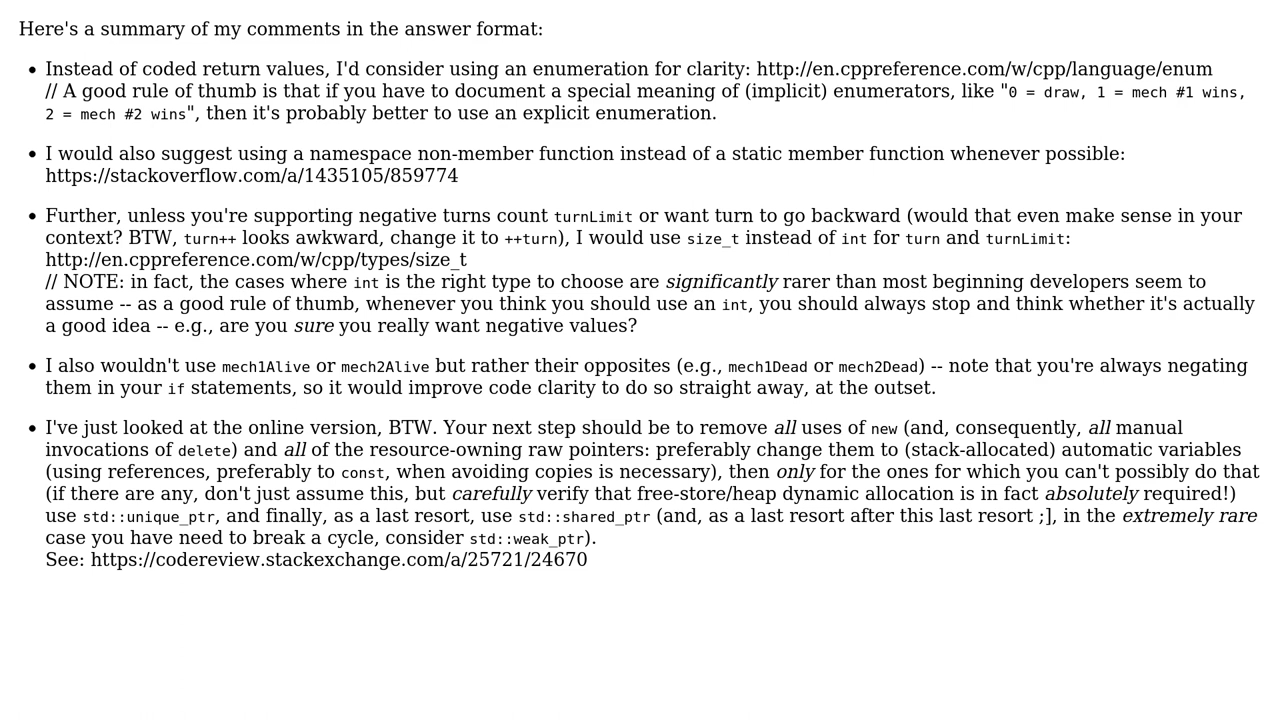 Here's a summary of my comments in the answer format:
• Instead of coded return values, I'd consider using an enumeration for clarity: http://en.cppreference.com/w/cpp/language/enum
// A good rule of thumb is that if you have to document a special meaning of (implicit) enumerators, like "0 = draw, 1 = mech #1 wins,
2 = mech #2 wins", then it's probably better to use an explicit enumeration.
• I would also suggest using a namespace non-member function instead of a static member function whenever possible:
https://stackoverflow.com/a/1435105/859774
• Further, unless you're supporting negative turns count turnLimit or want turn to go backward (would that even make sense in your
context? BTW, turn++ looks awkward, change it to ++turn), I would use size_t instead of int for turn and turnLimit:
http://en.cppreference.com/w/cpp/types/size_t
// NOTE: in fact, the cases where int is the right type to choose are significantly rarer than most beginning developers seem to
assume -- as a good rule of thumb, whenever you think you should use an int, you should always stop and think whether it's actually
a good idea -- e.g., are you sure you really want negative values?
• I also wouldn't use mech1Alive or mech2Alive but rather their opposites (e.g., mech1Dead or mech2Dead) -- note that you're always negating
them in your if statements, so it would improve code clarity to do so straight away, at the outset.
• I've just looked at the online version, BTW. Your next step should be to remove all uses of new (and, consequently, all manual
invocations of delete) and all of the resource-owning raw pointers: preferably change them to (stack-allocated) automatic variables
(using references, preferably to const, when avoiding copies is necessary), then only for the ones for which you can't possibly do that
(if there are any, don't just assume this, but carefully verify that free-store/heap dynamic allocation is in fact absolutely required!)
use std::unique_ptr, and finally, as a last resort, use std::shared_ptr (and, as a last resort after this last resort ;], in the extremely rare
case you have need to break a cycle, consider std::weak_ptr).
See: https://codereview.stackexchange.com/a/25721/24670